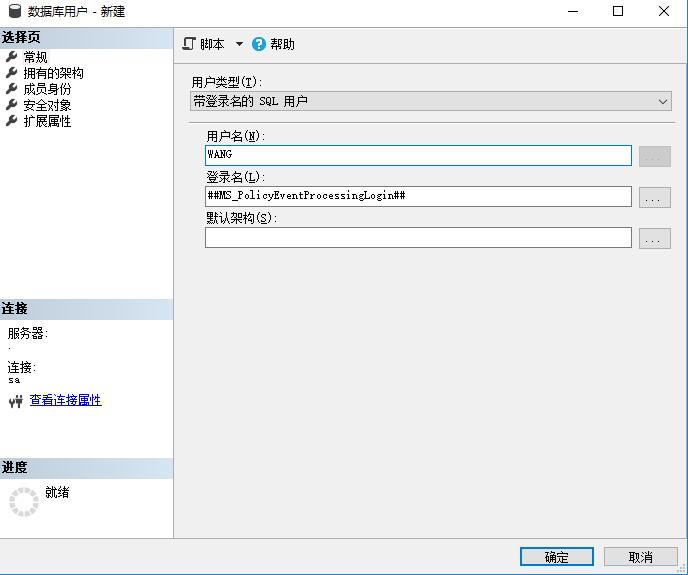 数据库用户 - 新建
选择页
常规
拥有的架构
成员身份
安全对象
扩展属性
脚本
帮助
用户类型(T):
带登录名的 SQL 用户
用户名(N):
WANG
...
登录名(L):
##MS_PolicyEventProcessingLogin##
...
默认架构(S):
...
连接
服务器:
.
连接:
sa
查看连接属性
进度
就绪
确定
取消